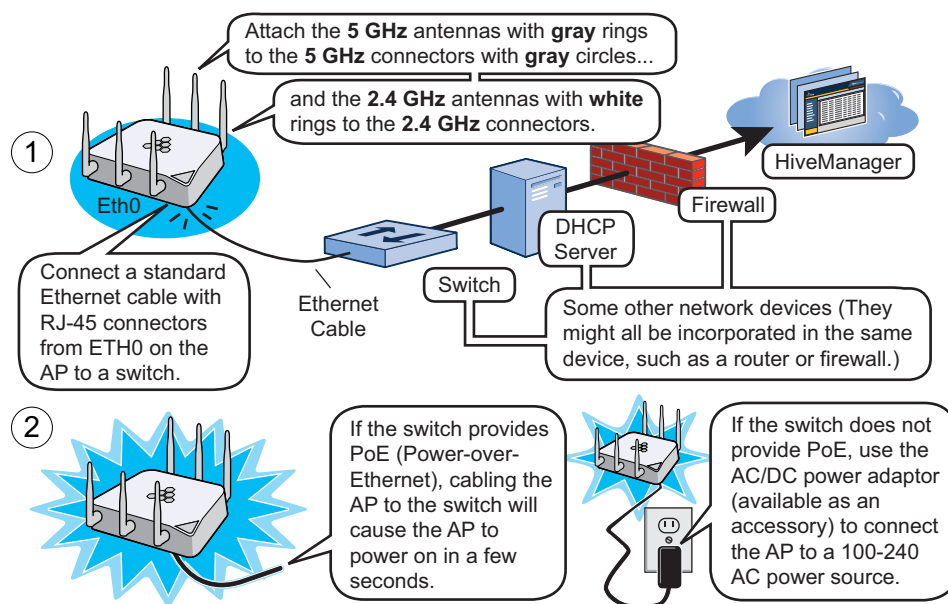 Attach the 5 GHz antennas with gray rings
to the 5 GHz connectors with gray circles...
and the 2.4 GHz antennas with white
rings to the 2.4 GHz connectors.
1
HiveManager
Eth0
Firewall
DHCP
Server
Switch
Ethernet
Cable
Connect a standard
Ethernet cable with
RJ-45 connectors
from ETH0 on the
AP to a switch.
Some other network devices (They
might all be incorporated in the same
device, such as a router or firewall.)
2
If the switch provides
PoE (Power-over-
Ethernet), cabling the
AP to the switch will
cause the AP to
power on in a few
seconds.
If the switch does not
provide PoE, use the
AC/DC power adaptor
(available as an
accessory) to connect
the AP to a 100-240
AC power source.